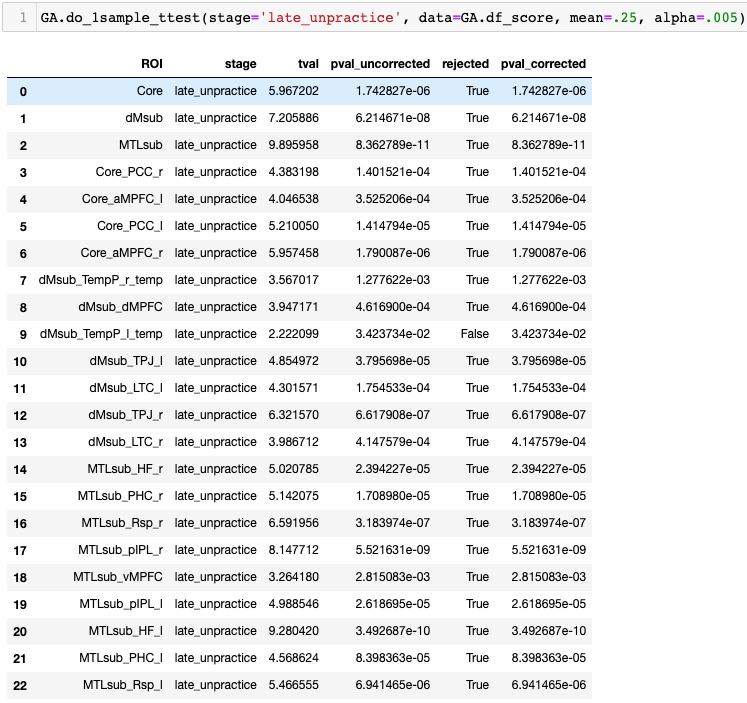 1 GA.do_1sample_ttest(stage='late_unpractice', data=GA.df_score, mean=.25, alpha=.005)
ROI stage tval pval_uncorrected rejected pval_corrected
0 Core late_unpractice 5.967202 1.742827e-06 True 1.742827e-06
1 dMsub late_unpractice 7.205886 6.214671e-08 True 6.214671e-08
2 MTLsub late_unpractice 9.895958 8.362789e-11 True 8.362789e-11
3 Core_PCC_r late_unpractice 4.383198 1.401521e-04 True 1.401521e-04
4 Core_aMPFC_l late_unpractice 4.046538 3.525206e-04 True 3.525206e-04
5 Core_PCC_l late_unpractice 5.210050 1.414794e-05 True 1.414794e-05
6 Core_aMPFC_r late_unpractice 5.957458 1.790087e-06 True 1.790087e-06
7 dMsub_TempP_r_temp late_unpractice 3.567017 1.277622e-03 True 1.277622e-03
8 dMsub_dMPFC late_unpractice 3.947171 4.616900e-04 True 4.616900e-04
9 dMsub_TempP_l_temp late_unpractice 2.222099 3.423734e-02 False 3.423734e-02
10 dMsub_TPJ_l late_unpractice 4.854972 3.795698e-05 True 3.795698e-05
11 dMsub_LTC_l late_unpractice 4.301571 1.754533e-04 True 1.754533e-04
12 dMsub_TPJ_r late_unpractice 6.321570 6.617908e-07 True 6.617908e-07
13 dMsub_LTC_r late_unpractice 3.986712 4.147579e-04 True 4.147579e-04
14 MTLsub_HF_r late_unpractice 5.020785 2.394227e-05 True 2.394227e-05
15 MTLsub_PHC_r late_unpractice 5.142075 1.708980e-05 True 1.708980e-05
16 MTLsub_Rsp_r late_unpractice 6.591956 3.183974e-07 True 3.183974e-07
17 MTLsub_pIPL_r late_unpractice 8.147712 5.521631e-09 True 5.521631e-09
18 MTLsub_vMPFC late_unpractice 3.264180 2.815083e-03 True 2.815083e-03
19 MTLsub_pIPL_l late_unpractice 4.988546 2.618695e-05 True 2.618695e-05
20 MTLsub_HF_l late_unpractice 9.280420 3.492687e-10 True 3.492687e-10
21 MTLsub_PHC_l late_unpractice 4.568624 8.398363e-05 True 8.398363e-05
22 MTLsub_Rsp_l late_unpractice 5.466555 6.941465e-06 True 6.941465e-06